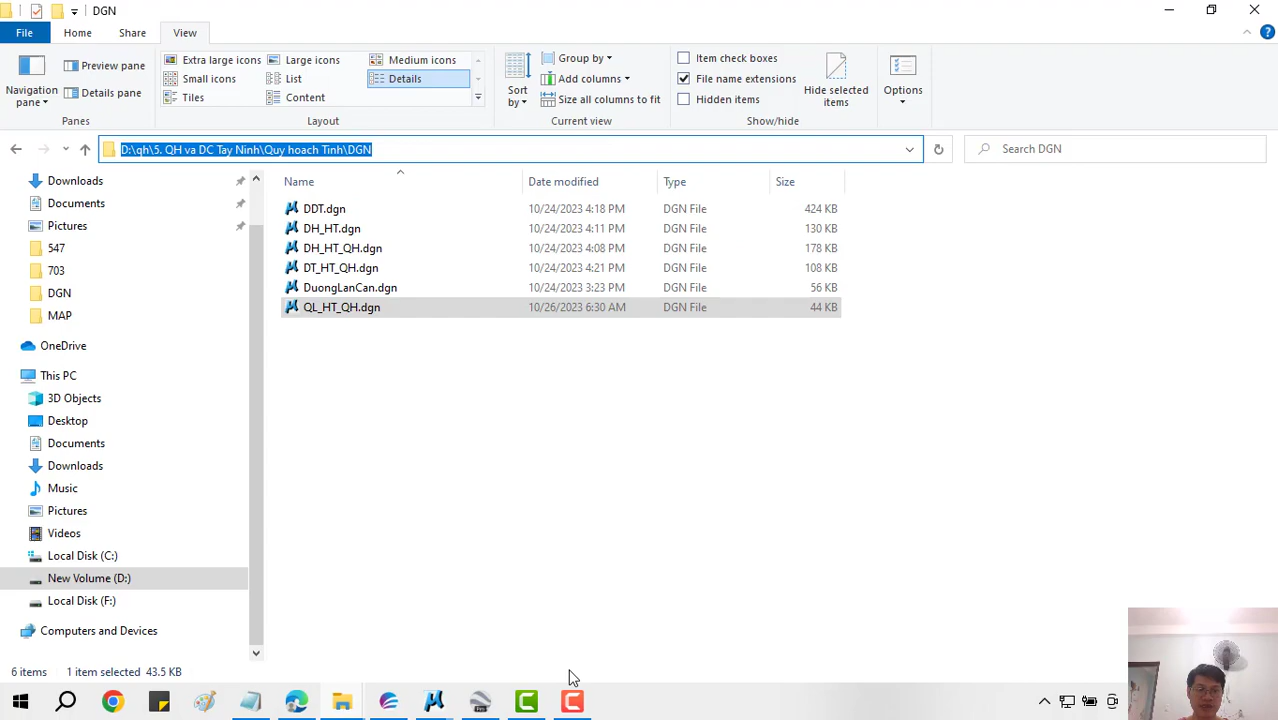 DGN
File
Home
Share
View
Navigation pane
Preview pane
Details pane
Panes
Extra large icons
Large icons
Medium icons
Small icons
List
Details
Tiles
Content
Layout
Sort by
Group by
Add columns
Size all columns to fit
Current view
Item check boxes
File name extensions
Hidden items
Hide selected items
Show/hide
Options
D:\qh\5. QH va DC Tay Ninh\Quy hoach Tinh\DGN
Search DGN
Downloads
Documents
Pictures
547
703
DGN
MAP
OneDrive
This PC
3D Objects
Desktop
Documents
Downloads
Music
Pictures
Videos
Local Disk (C:)
New Volume (D:)
Local Disk (F:)
Computers and Devices
Name Date modified Type Size
DDT.dgn 10/24/2023 4:18 PM DGN File 424 KB
DH_HT.dgn 10/24/2023 4:11 PM DGN File 130 KB
DH_HT_QH.dgn 10/24/2023 4:08 PM DGN File 178 KB
DT_HT_QH.dgn 10/24/2023 4:21 PM DGN File 108 KB
DuongLanCan.dgn 10/24/2023 3:23 PM DGN File 56 KB
QL_HT_QH.dgn 10/26/2023 6:30 AM DGN File 44 KB
6 items 1 item selected 43.5 KB